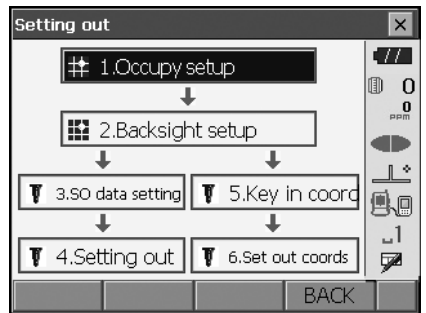 Setting out
1.Occupy setup
0
0
PPM
2.Backsight setup
3.SO data setting
5.Key in coord
4.Setting out
6.Set out coords
1
BACK